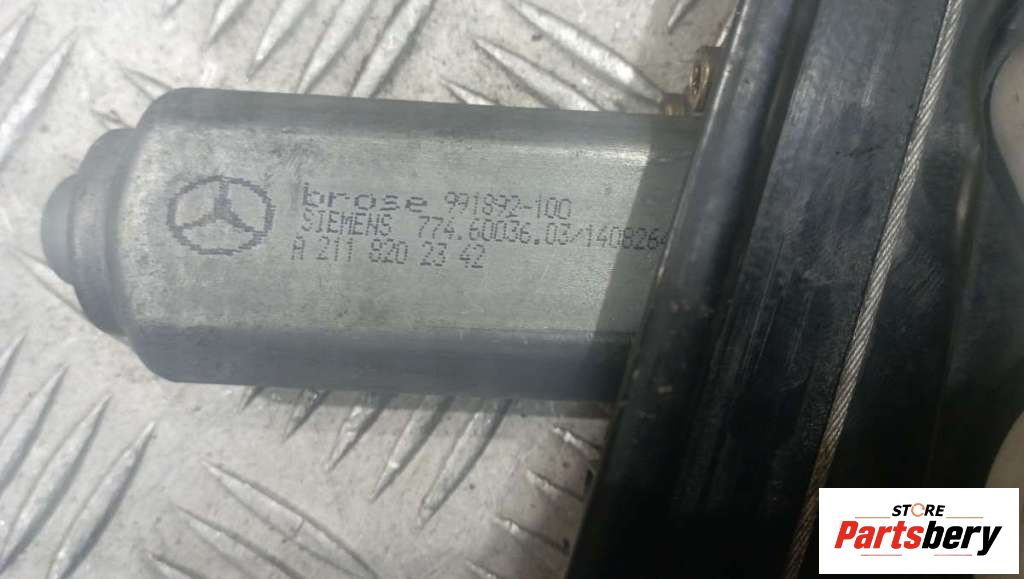 brose 991892-100
SIEMENS 774.60036.03/1408264
A 211 820 23 42
STORE
Partsbery